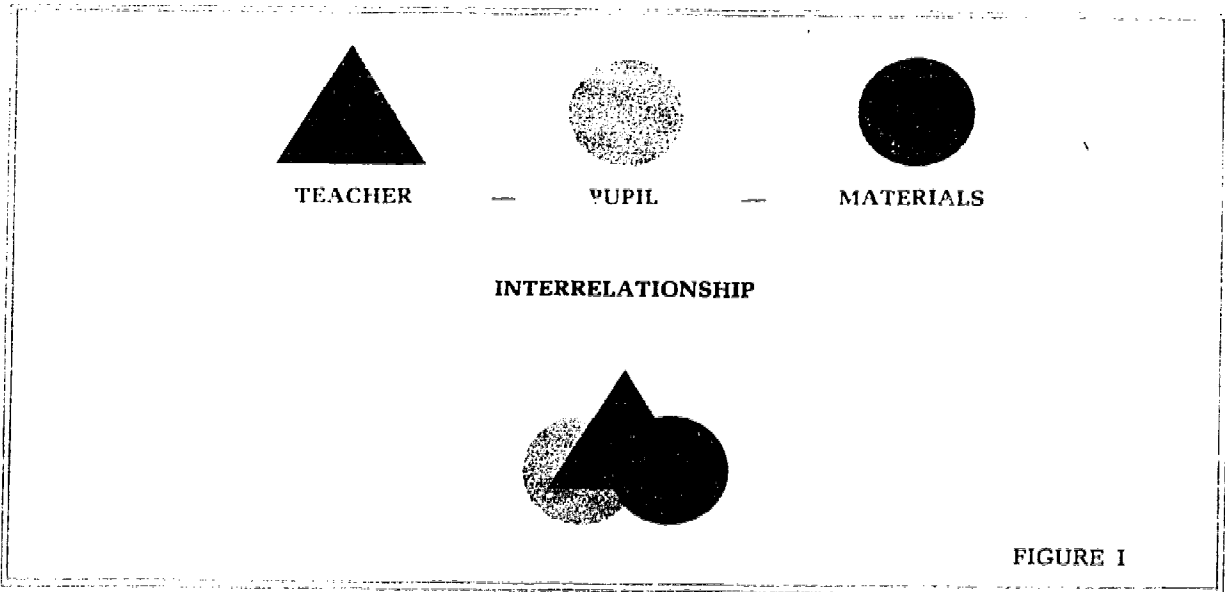 TEACHER — PUPIL — MATERIALS
INTERRELATIONSHIP
FIGURE I